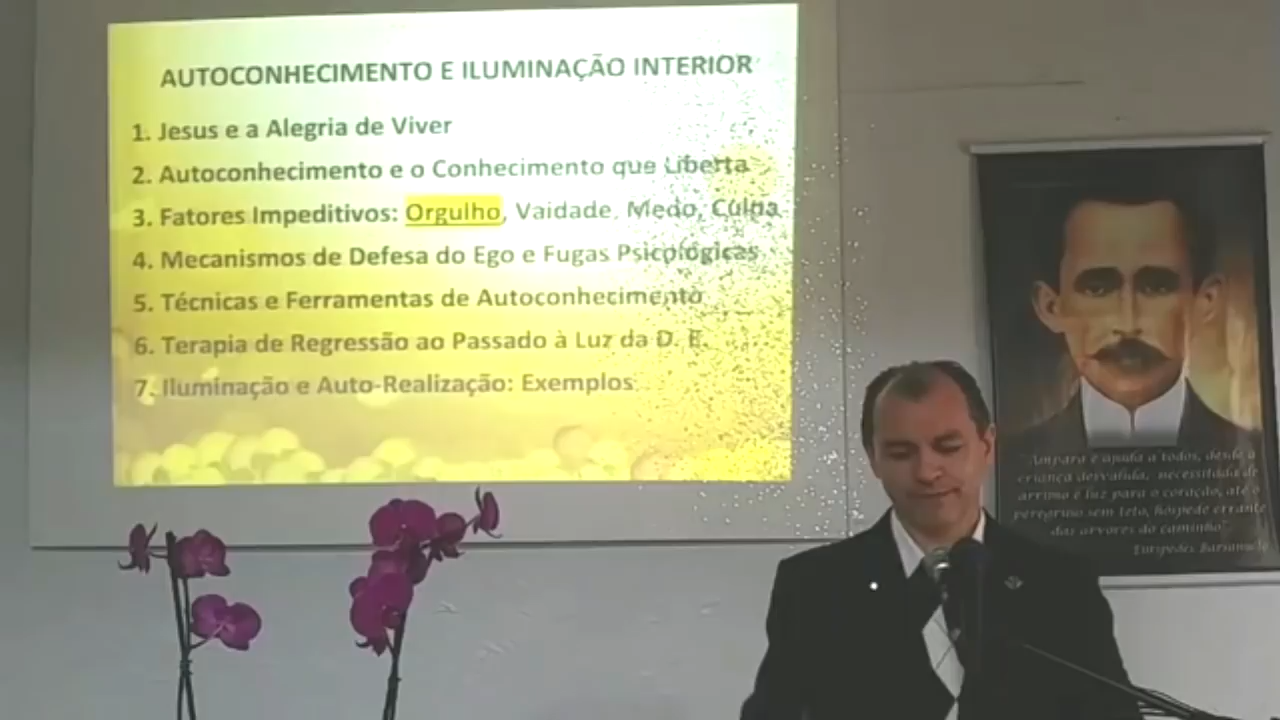 AUTOCONHECIMENTO E ILUMINAÇÃO INTERIOR
1. Jesus e a Alegria de Viver
2. Autoconhecimento e o Conhecimento que Liberta
3. Fatores Impeditivos: Orgulho, Vaidade, Medo, Culpa
4. Mecanismos de Defesa do Ego e Fugas Psicológicas
5. Técnicas e Ferramentas de Autoconhecimento
6. Terapia de Regressão ao Passado à Luz da D. E.
7. Iluminação e Auto-Realização: Exemplos
"Ampara e ajuda a todos, desde a
criança desvalida, necessitada de
arrimo e luz para o coração, até o
peregrino sem teto, hóspede errante
das árvores do caminho".
Eurípedes Barsanulfo